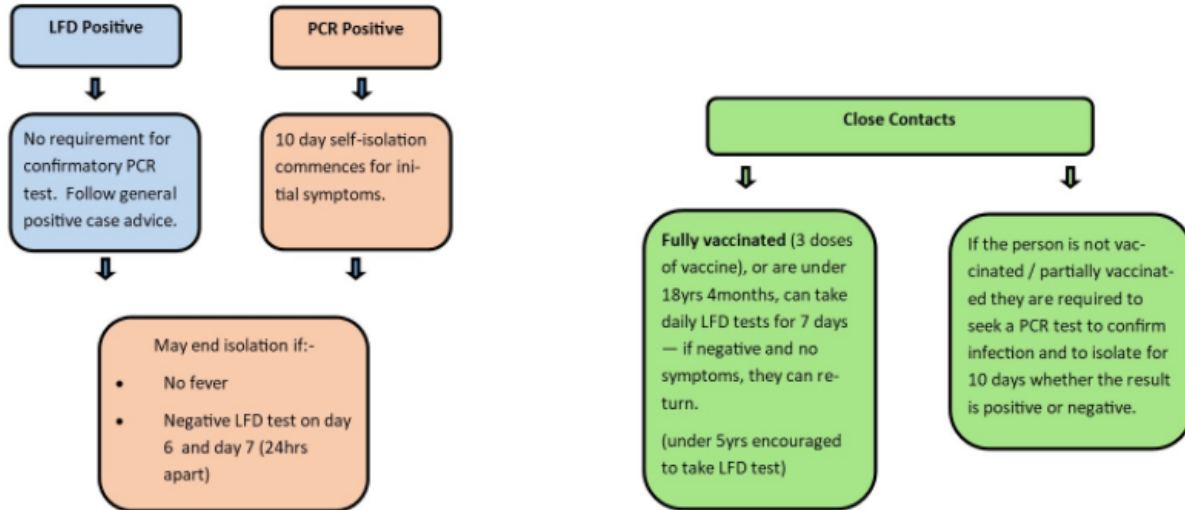 LFD Positive
No requirement for
confirmatory PCR
test.  Follow general
positive case advice.
PCR Positive
10 day self-isolation
commences for ini-
tial symptoms.
May end isolation if:-
• No fever
• Negative LFD test on day
6 and day 7 (24hrs
apart)
Close Contacts
Fully vaccinated (3 doses
of vaccine), or are under
18yrs 4months, can take
daily LFD tests for 7 days
— if negative and no
symptoms, they can re-
turn.
(under 5yrs encouraged
to take LFD test)
If the person is not vac-
cinated / partially vaccinat-
ed they are required to
seek a PCR test to confirm
infection and to isolate for
10 days whether the result
is positive or negative.